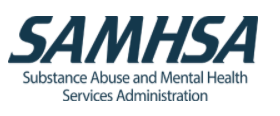 SAMHSA
Substance Abuse and Mental Health
Services Administration